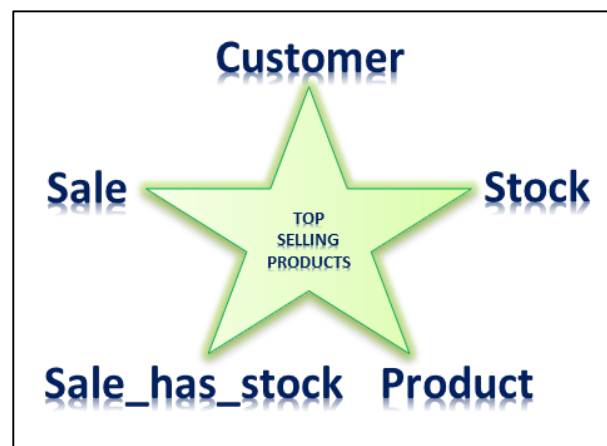 Customer
Sale
Stock
TOP
SELLING
PRODUCTS
Sale_has_stock
Product